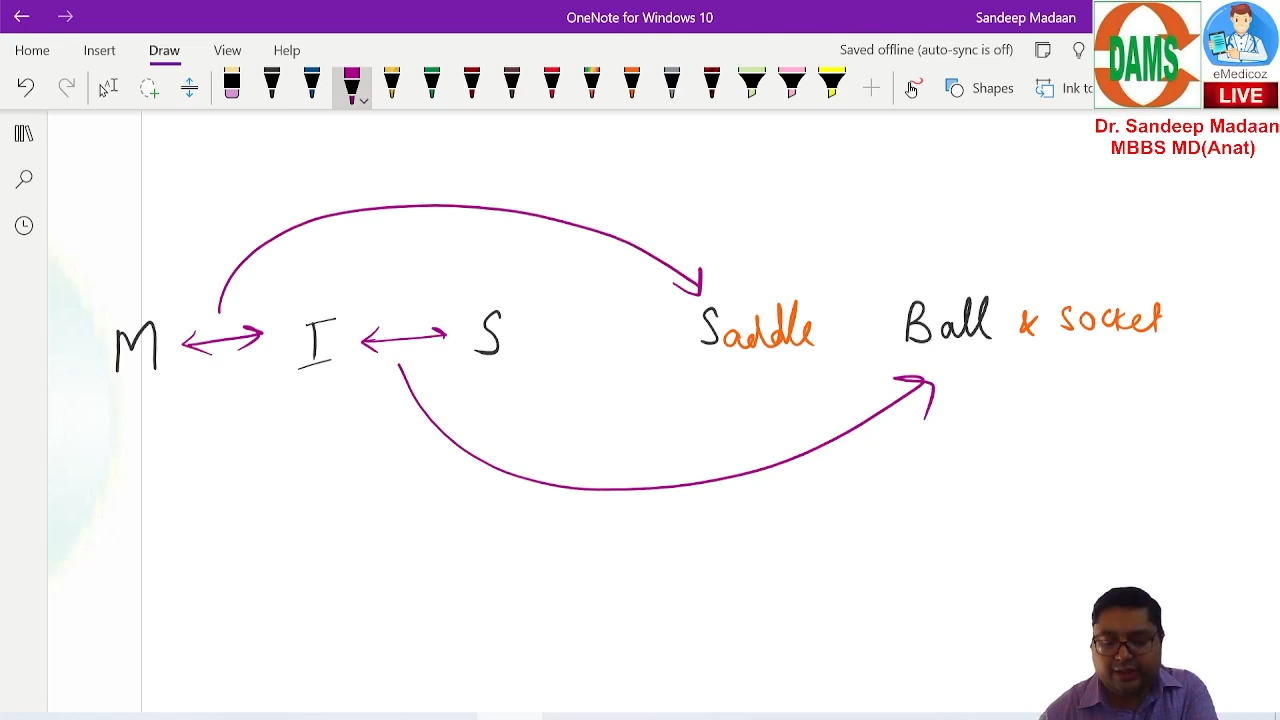 OneNote for Windows 10
Sandeep Madaan
Home Insert Draw View Help
Saved offline (auto-sync is off)
Shapes
Ink to
DAMS
eMedicoz
LIVE
Dr. Sandeep Madaan
MBBS MD(Anat)
M I S Saddle Ball & Socket